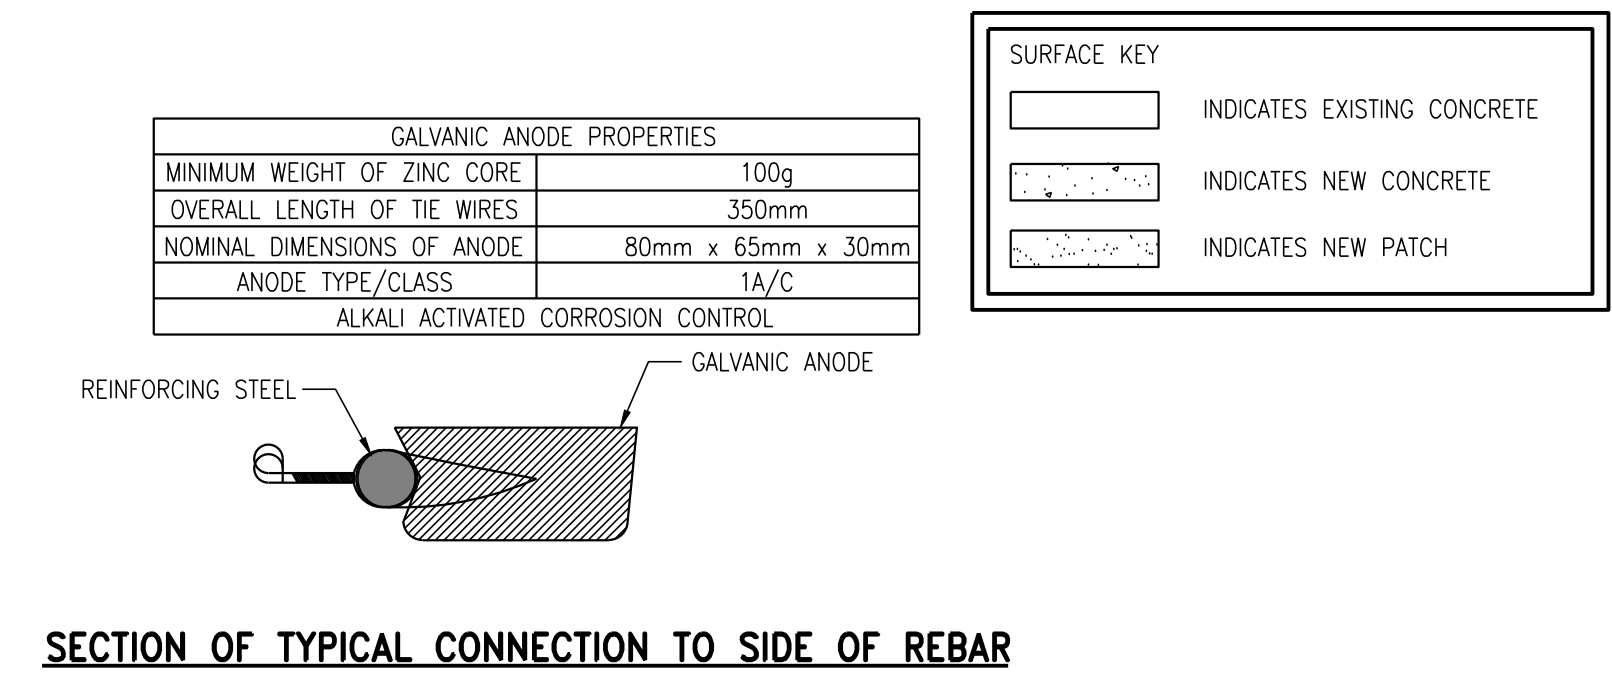 SURFACE KEY
INDICATES EXISTING CONCRETE
INDICATES NEW CONCRETE
INDICATES NEW PATCH
GALVANIC ANODE PROPERTIES
MINIMUM WEIGHT OF ZINC CORE 100g
OVERALL LENGTH OF TIE WIRES 350mm
NOMINAL DIMENSIONS OF ANODE 80mm x 65mm x 30mm
ANODE TYPE/CLASS 1A/C
ALKALI ACTIVATED CORROSION CONTROL
GALVANIC ANODE
REINFORCING STEEL
SECTION OF TYPICAL CONNECTION TO SIDE OF REBAR